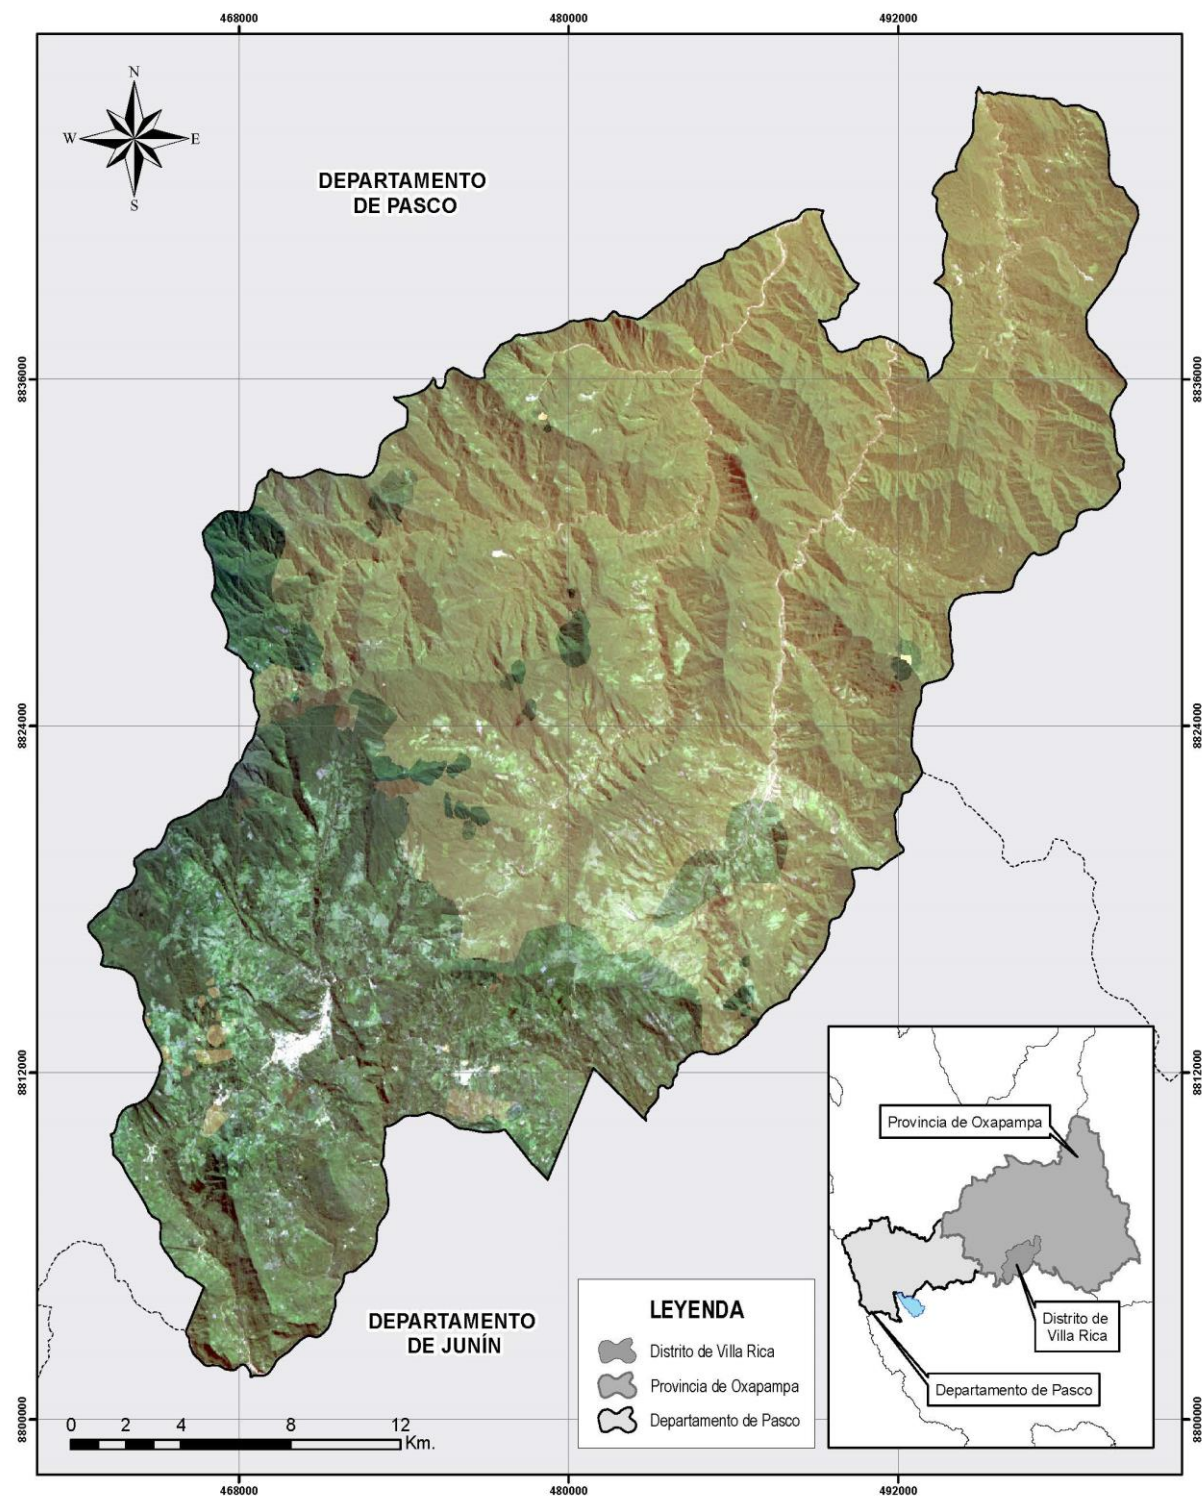 468000
480000
492000
N
W
E
S
DEPARTAMENTO
DE PASCO
8836000
8836000
8824000
8824000
8812000
8812000
Provincia de Oxapampa
Distrito de
Villa Rica
Departamento de Pasco
DEPARTAMENTO
DE JUNÍN
LEYENDA
Distrito de Villa Rica
Provincia de Oxapampa
Departamento de Pasco
0 2 4 8 12
Km.
8800000
8800000
468000
480000
492000